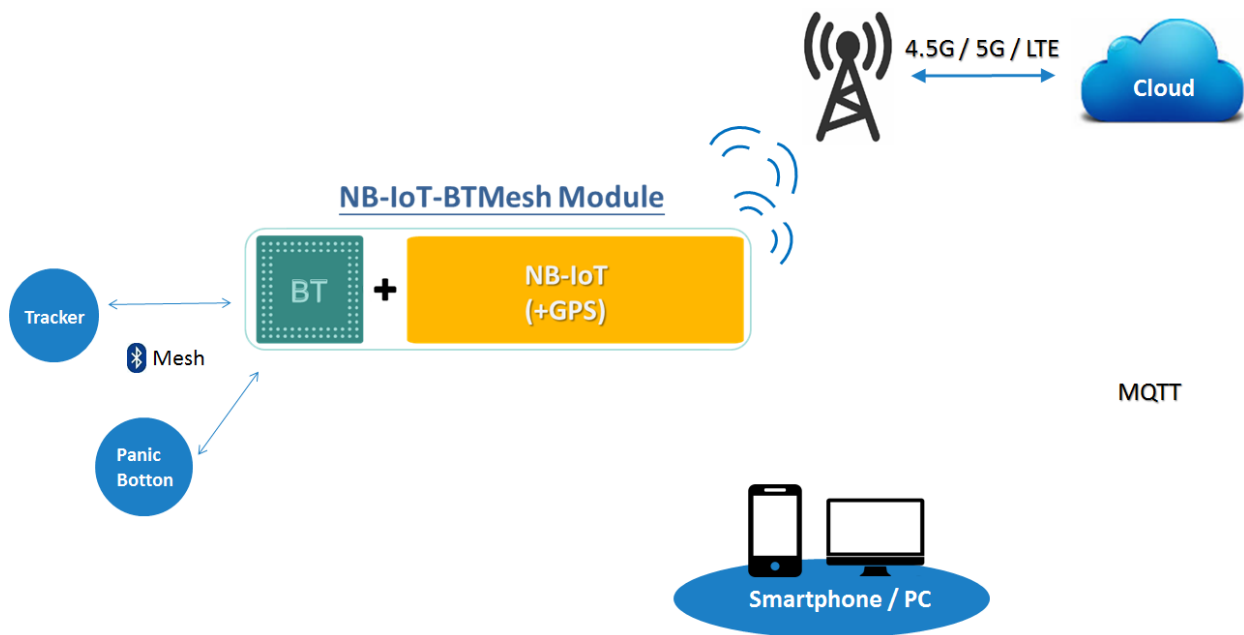 4.5G / 5G / LTE
Cloud
NB-IoT-BTMesh Module
BT
+
NB-IoT
(+GPS)
Tracker
Mesh
MQTT
Panic
Botton
Smartphone / PC